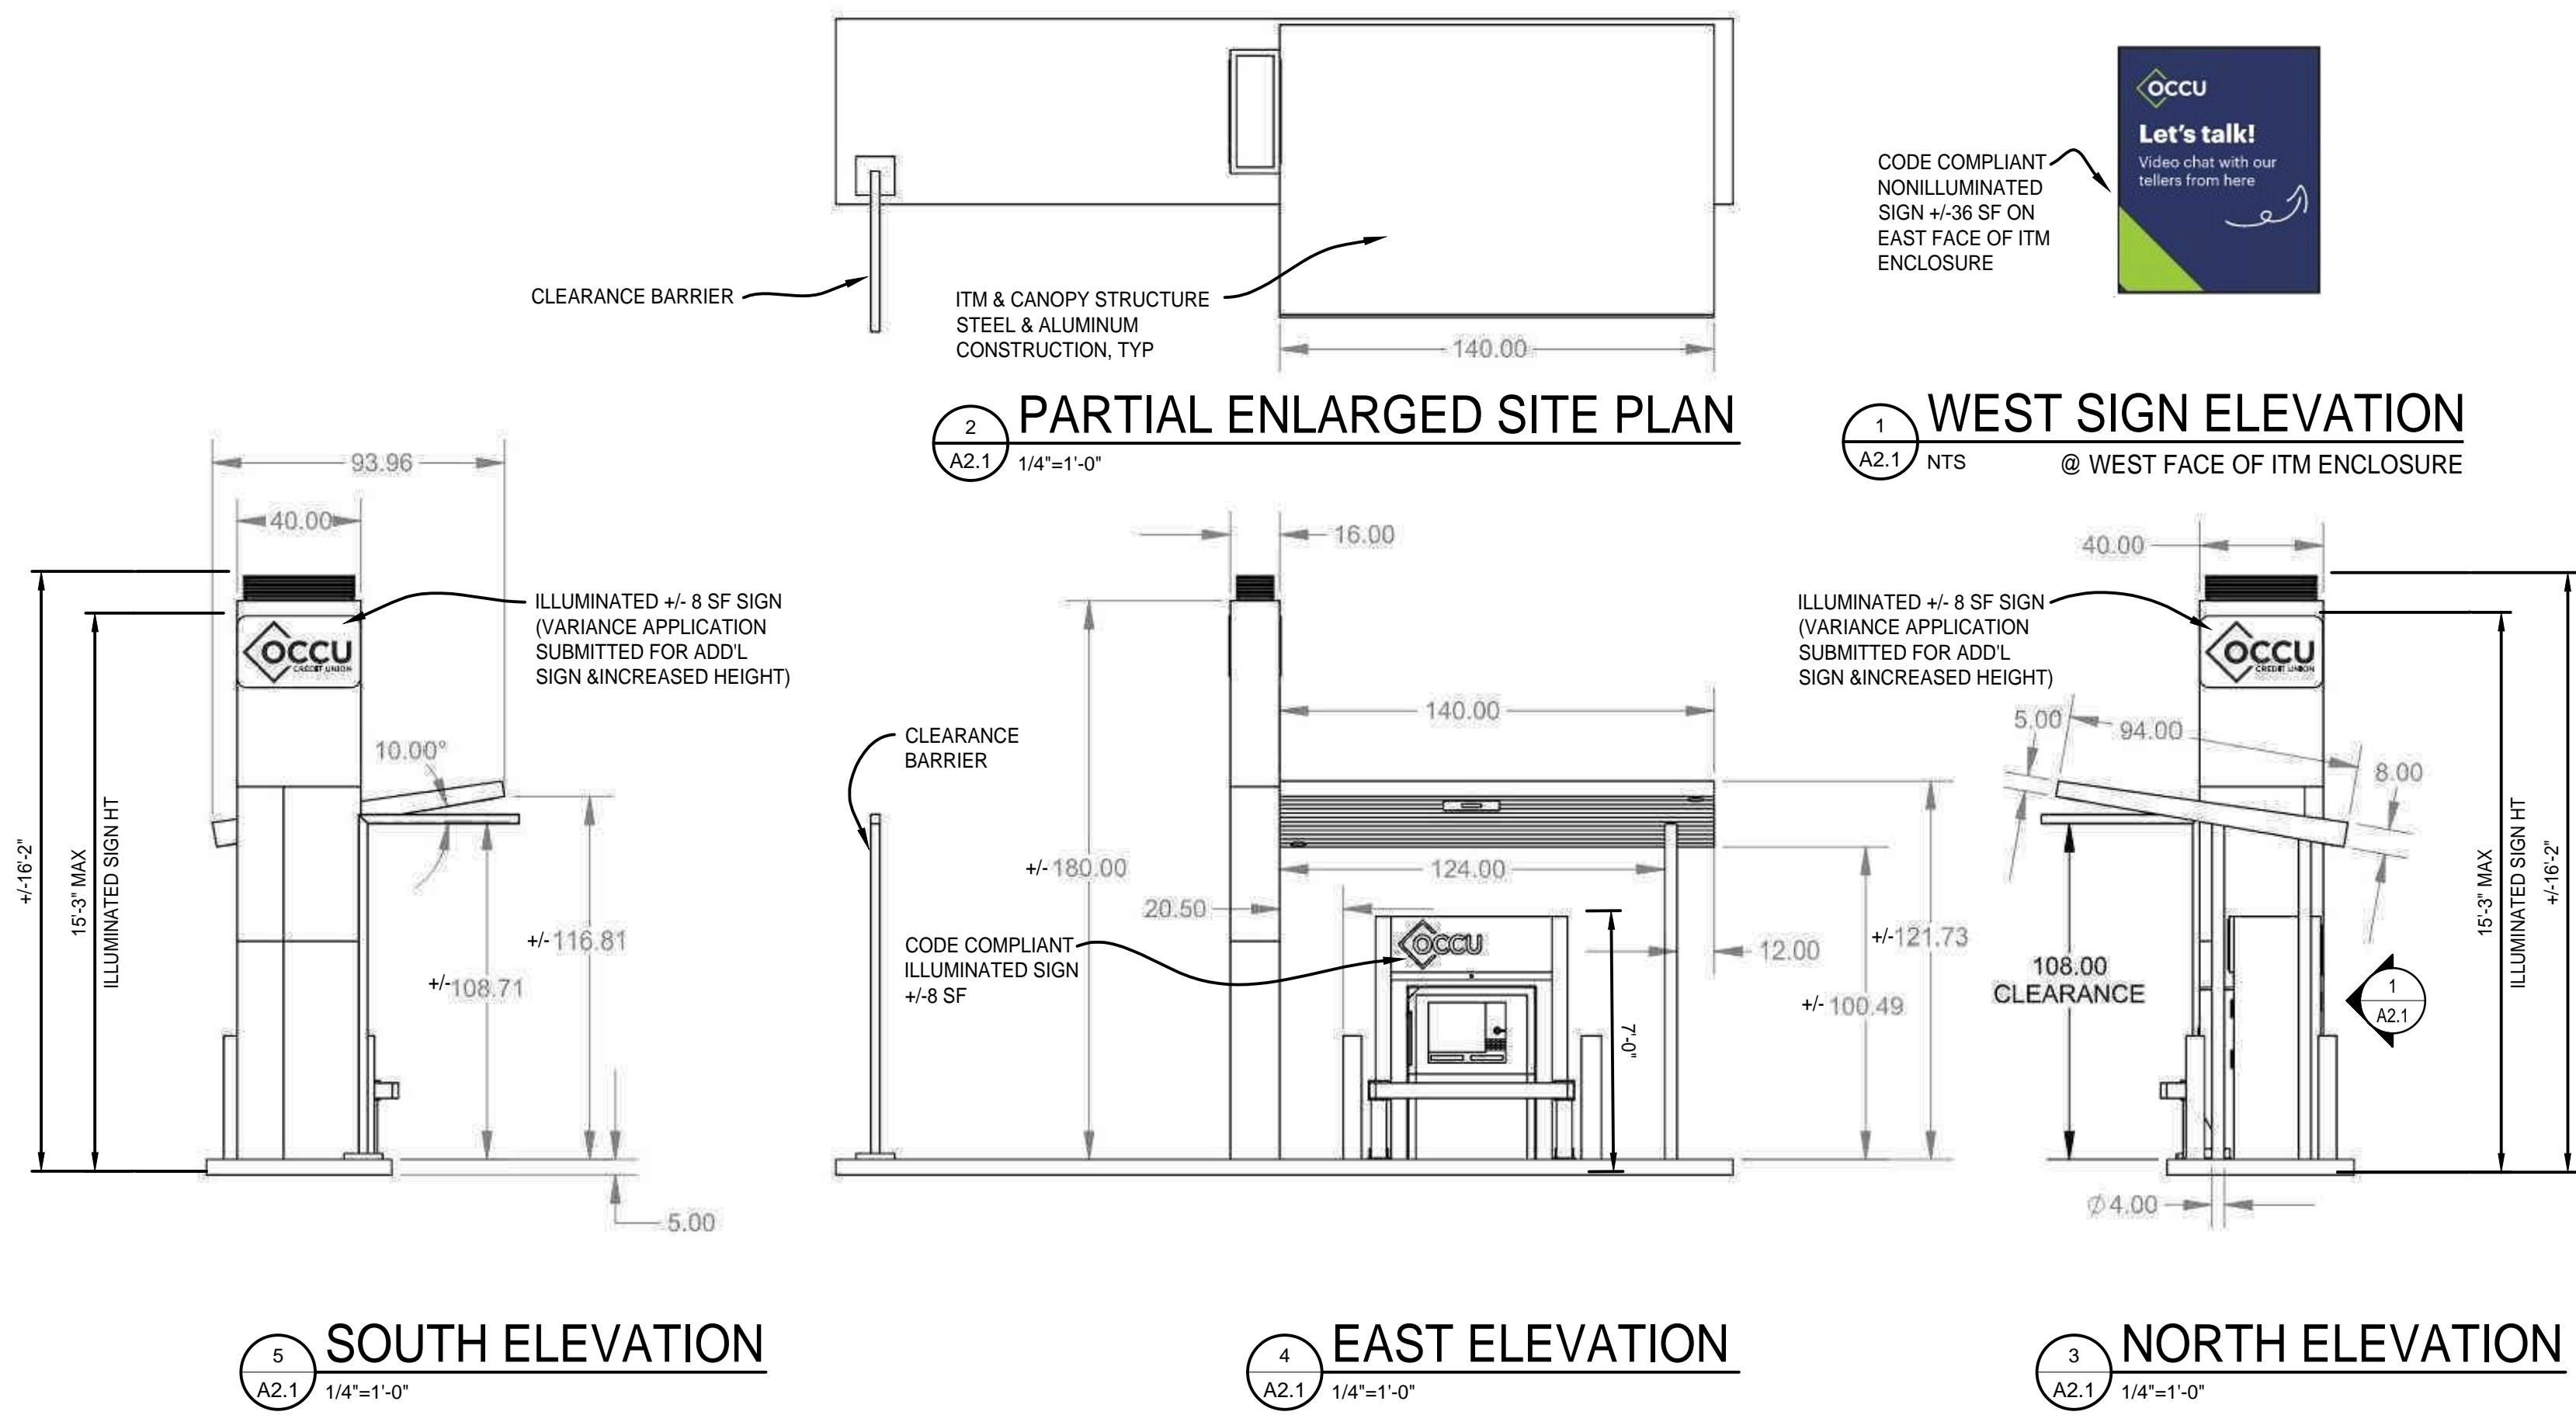 CLEARANCE BARRIER
ITM & CANOPY STRUCTURE
STEEL & ALUMINUM
CONSTRUCTION, TYP
140.00
2
A2.1
PARTIAL ENLARGED SITE PLAN
1/4"=1'-0"
CODE COMPLIANT
NONILLUMINATED
SIGN +/-36 SF ON
EAST FACE OF ITM
ENCLOSURE
OCCU
Let's talk!
Video chat with our
tellers from here
1
A2.1
WEST SIGN ELEVATION
NTS
@ WEST FACE OF ITM ENCLOSURE
93.96
40.00
ILLUMINATED +/- 8 SF SIGN
(VARIANCE APPLICATION
SUBMITTED FOR ADD'L
SIGN &INCREASED HEIGHT)
OCCU
CREDIT UNION
10.00°
+/-16'-2"
15'-3" MAX
ILLUMINATED SIGN HT
+/-116.81
+/-108.71
5.00
5
A2.1
SOUTH ELEVATION
1/4"=1'-0"
16.00
140.00
CLEARANCE
BARRIER
+/-180.00
124.00
20.50
CODE COMPLIANT
ILLUMINATED SIGN
+/-8 SF
OCCU
7'-0"
12.00
+/-121.73
+/-100.49
4
A2.1
EAST ELEVATION
1/4"=1'-0"
40.00
ILLUMINATED +/- 8 SF SIGN
(VARIANCE APPLICATION
SUBMITTED FOR ADD'L
SIGN &INCREASED HEIGHT)
OCCU
CREDIT UNION
5.00
94.00
8.00
108.00
CLEARANCE
1
A2.1
15'-3" MAX
ILLUMINATED SIGN HT
+/-16'-2"
Ø4.00
3
A2.1
NORTH ELEVATION
1/4"=1'-0"